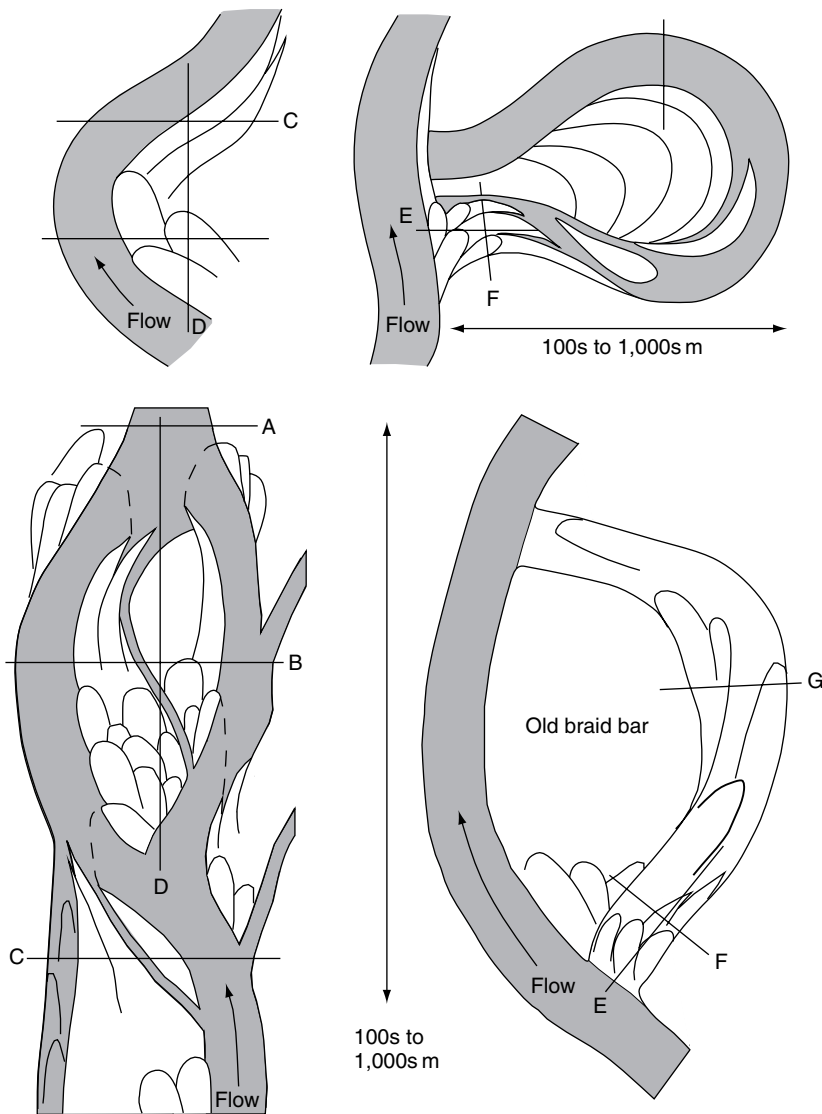 C
Flow
D
E
F
Flow
100s to 1,000s m
A
B
D
C
Flow
100s to
1,000s m
Old braid bar
G
F
Flow
E